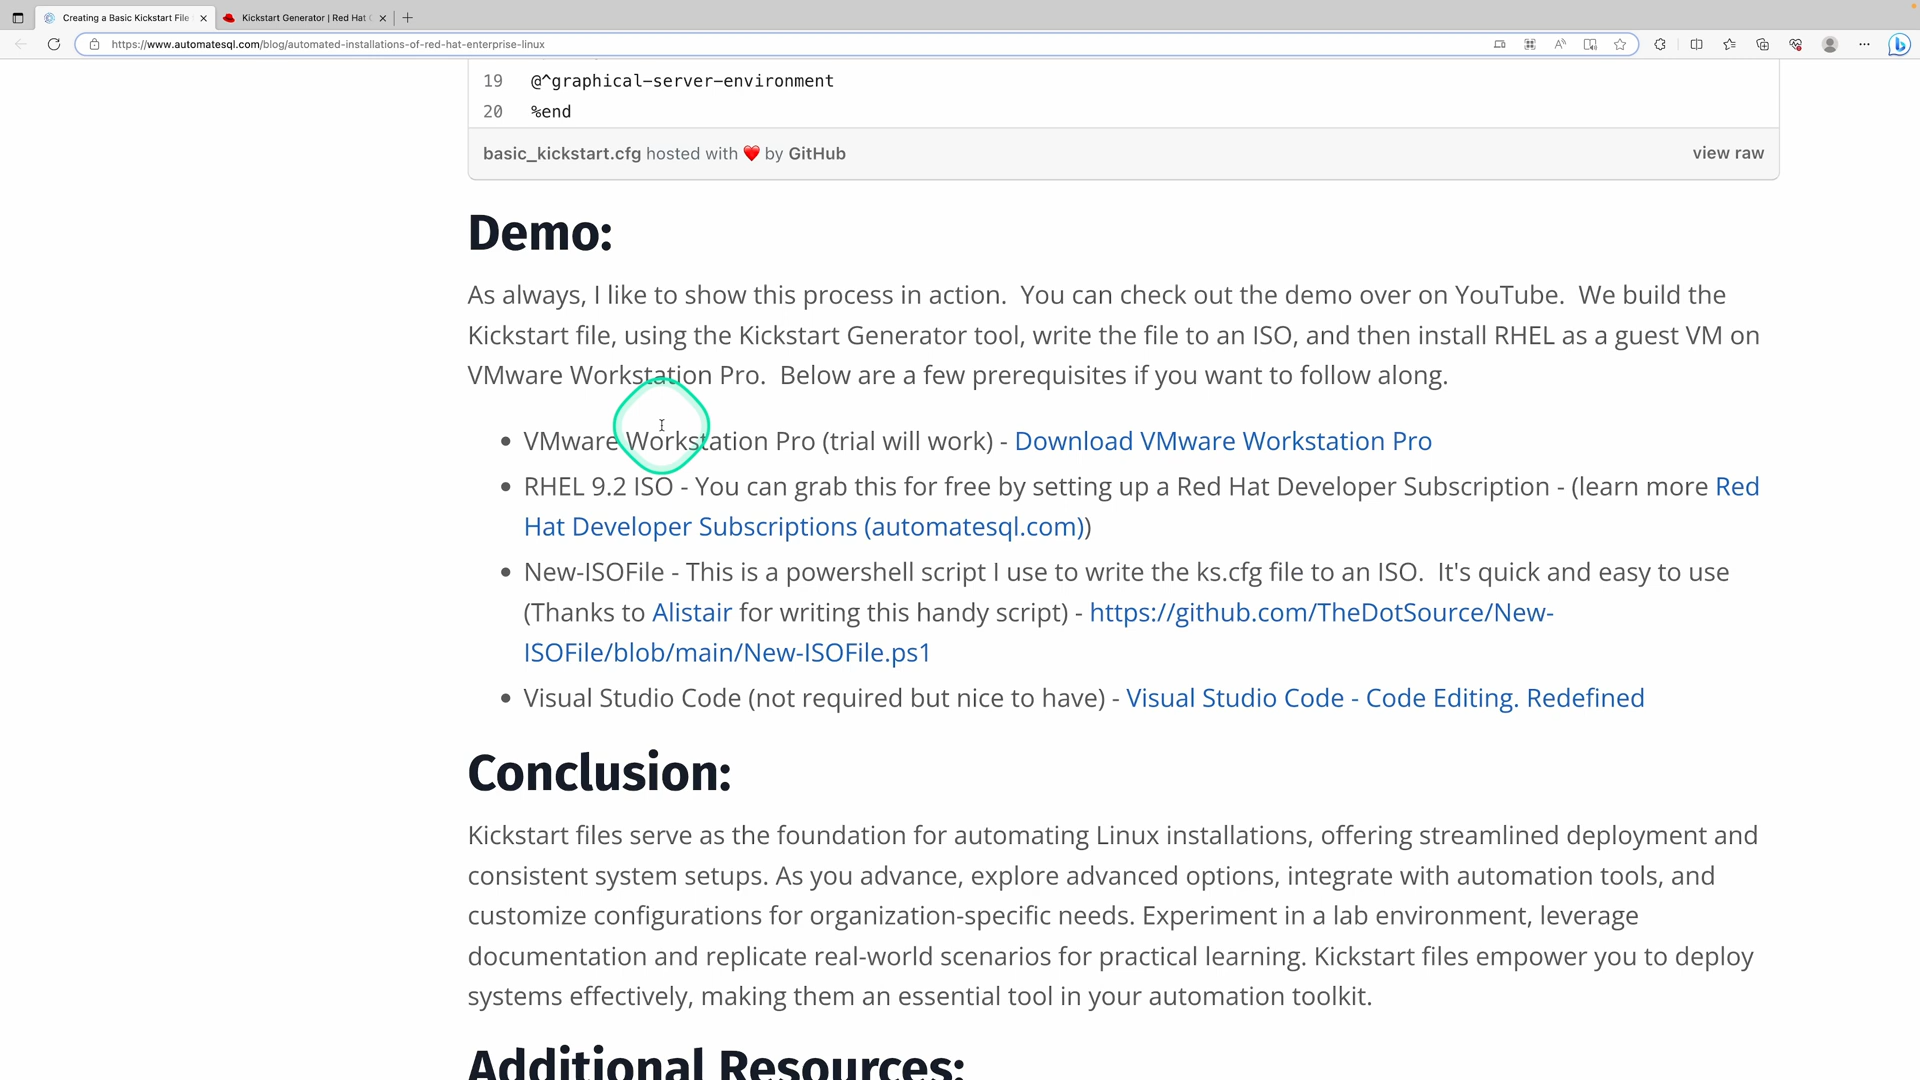 Creating a Basic Kickstart File
Kickstart Generator | Red Hat C
https://www.automatesql.com/blog/automated-installations-of-red-hat-enterprise-linux
19 @^graphical-server-environment
20 %end
basic_kickstart.cfg hosted with ❤ by GitHub view raw
Demo:
As always, I like to show this process in action.  You can check out the demo over on YouTube.  We build the
Kickstart file, using the Kickstart Generator tool, write the file to an ISO, and then install RHEL as a guest VM on
VMware Workstation Pro.  Below are a few prerequisites if you want to follow along.
• VMware Workstation Pro (trial will work) - Download VMware Workstation Pro
• RHEL 9.2 ISO - You can grab this for free by setting up a Red Hat Developer Subscription - (learn more Red
Hat Developer Subscriptions (automatesql.com))
• New-ISOFile - This is a powershell script I use to write the ks.cfg file to an ISO.  It's quick and easy to use
(Thanks to Alistair for writing this handy script) - https://github.com/TheDotSource/New-
ISOFile/blob/main/New-ISOFile.ps1
• Visual Studio Code (not required but nice to have) - Visual Studio Code - Code Editing. Redefined
Conclusion:
Kickstart files serve as the foundation for automating Linux installations, offering streamlined deployment and
consistent system setups. As you advance, explore advanced options, integrate with automation tools, and
customize configurations for organization-specific needs. Experiment in a lab environment, leverage
documentation and replicate real-world scenarios for practical learning. Kickstart files empower you to deploy
systems effectively, making them an essential tool in your automation toolkit.
Additional Resources: